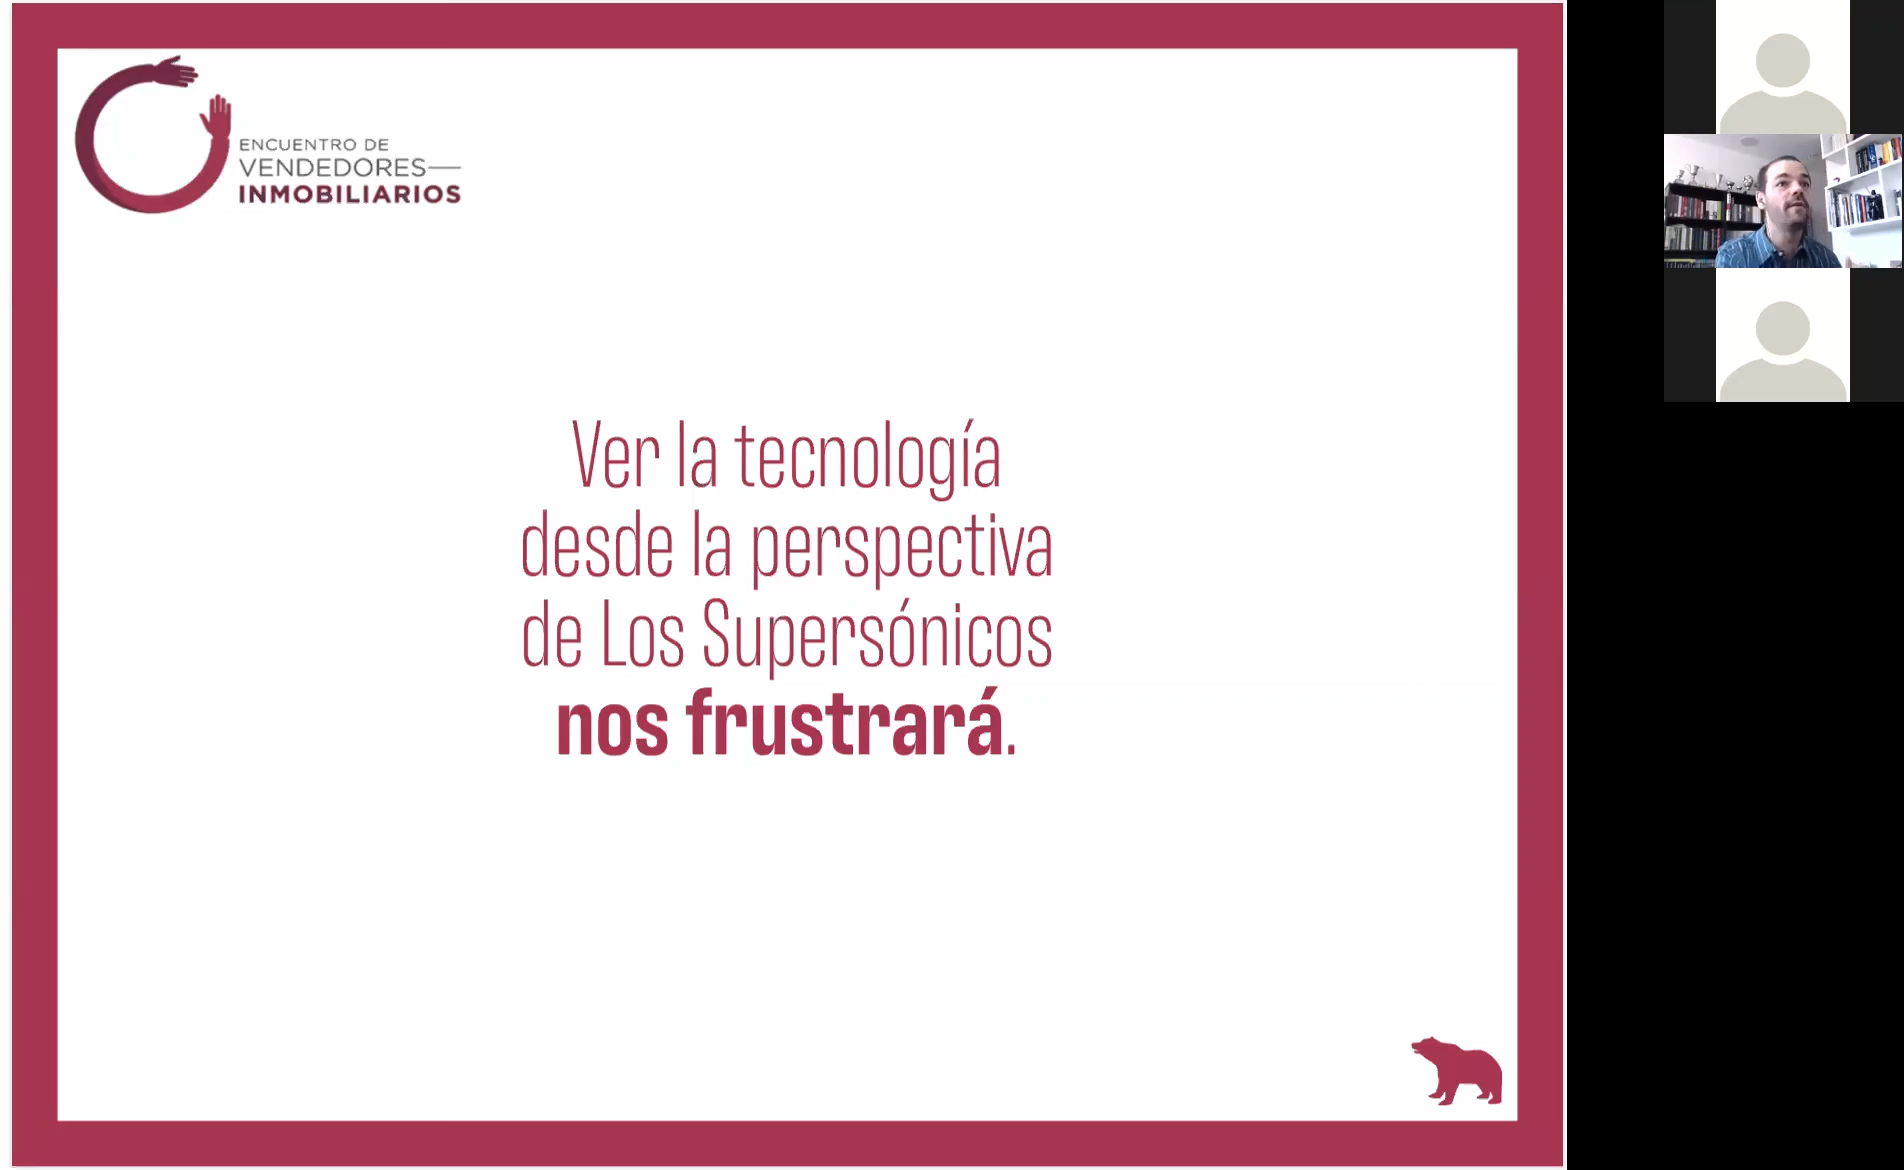 ENCUENTRO DE
VENDEDORES—
INMOBILIARIOS
Ver la tecnología
desde la perspectiva
de Los Supersónicos
nos frustrará.